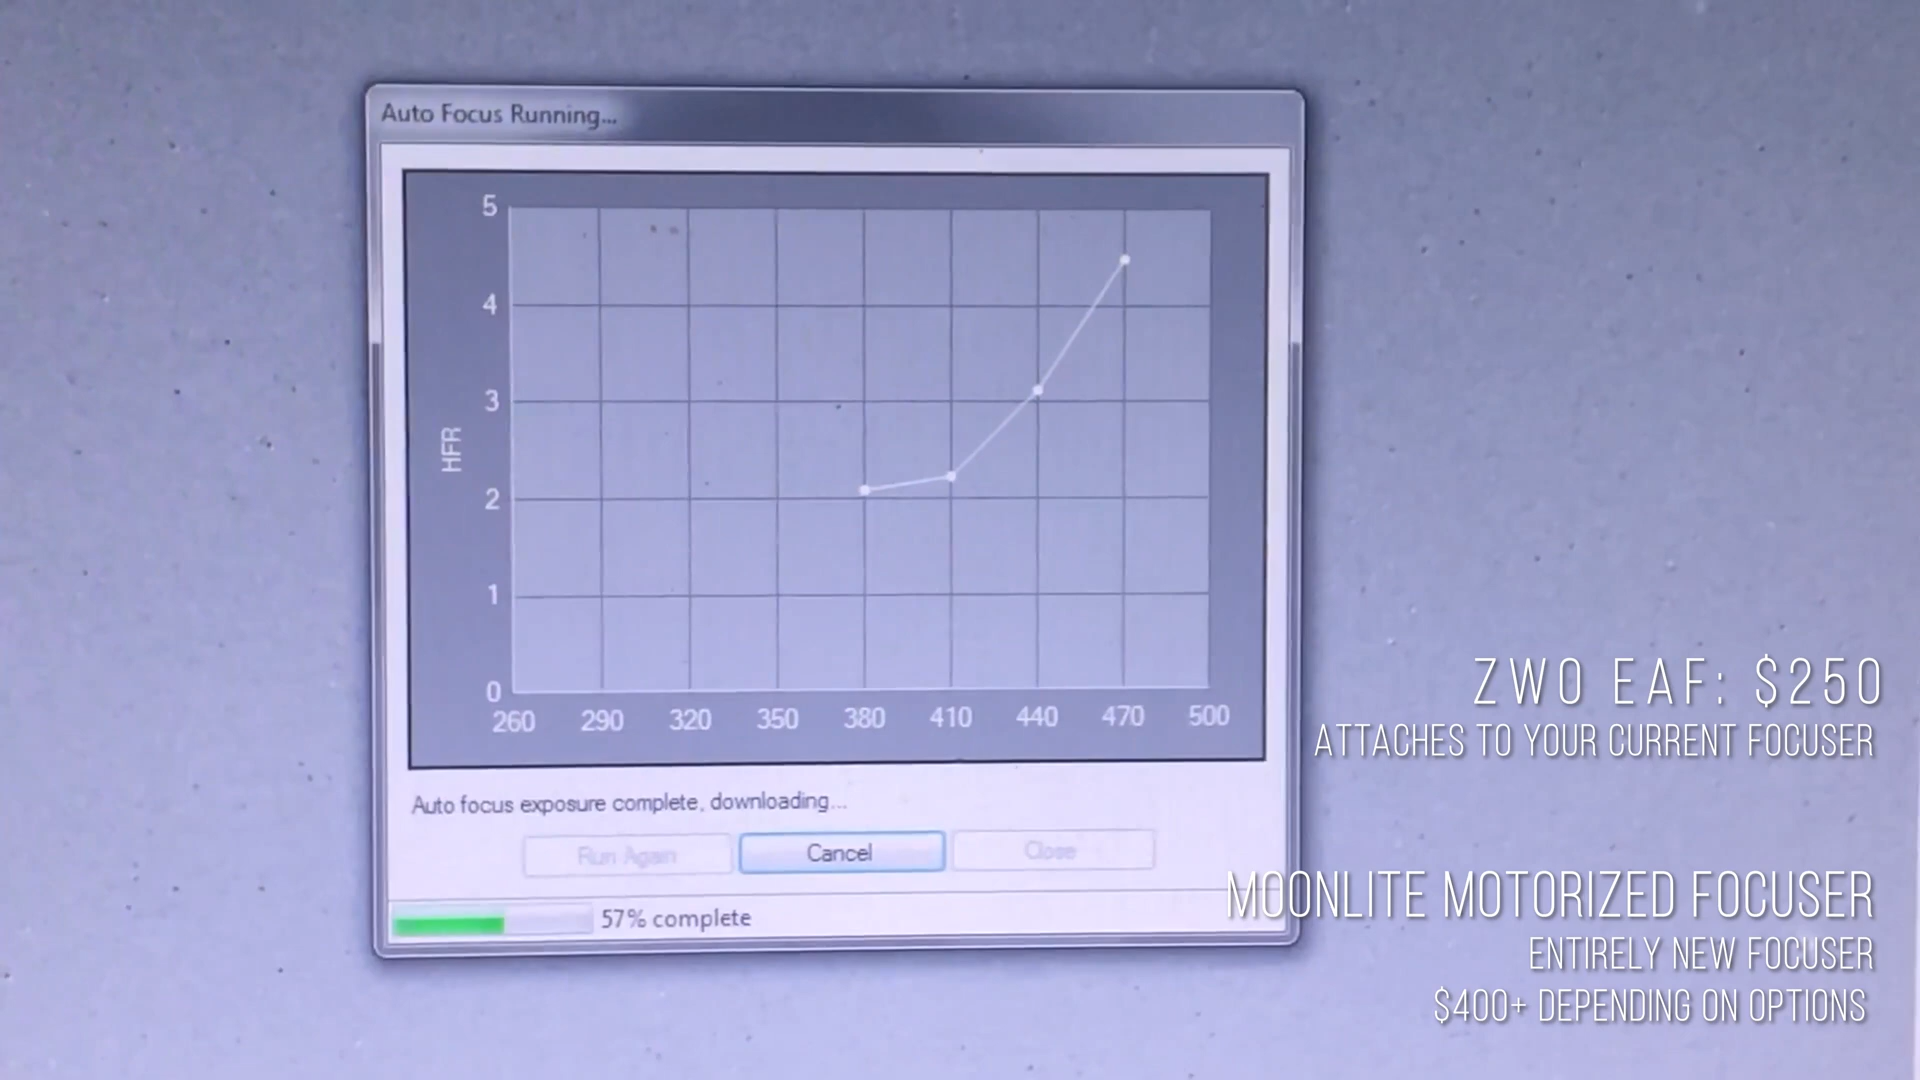 Auto Focus Running...
5
4
3
2
1
0
HFR
260 290 320 350 380 410 440 470 500
Auto focus exposure complete, downloading...
Run Again Cancel Close
57% complete
ZWO EAF: $250
ATTACHES TO YOUR CURRENT FOCUSER
MOONLITE MOTORIZED FOCUSER
ENTIRELY NEW FOCUSER
$400+ DEPENDING ON OPTIONS